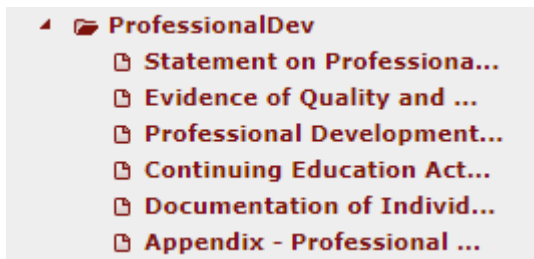 ProfessionalDev
Statement on Professiona...
Evidence of Quality and ...
Professional Development...
Continuing Education Act...
Documentation of Individ...
Appendix - Professional ...